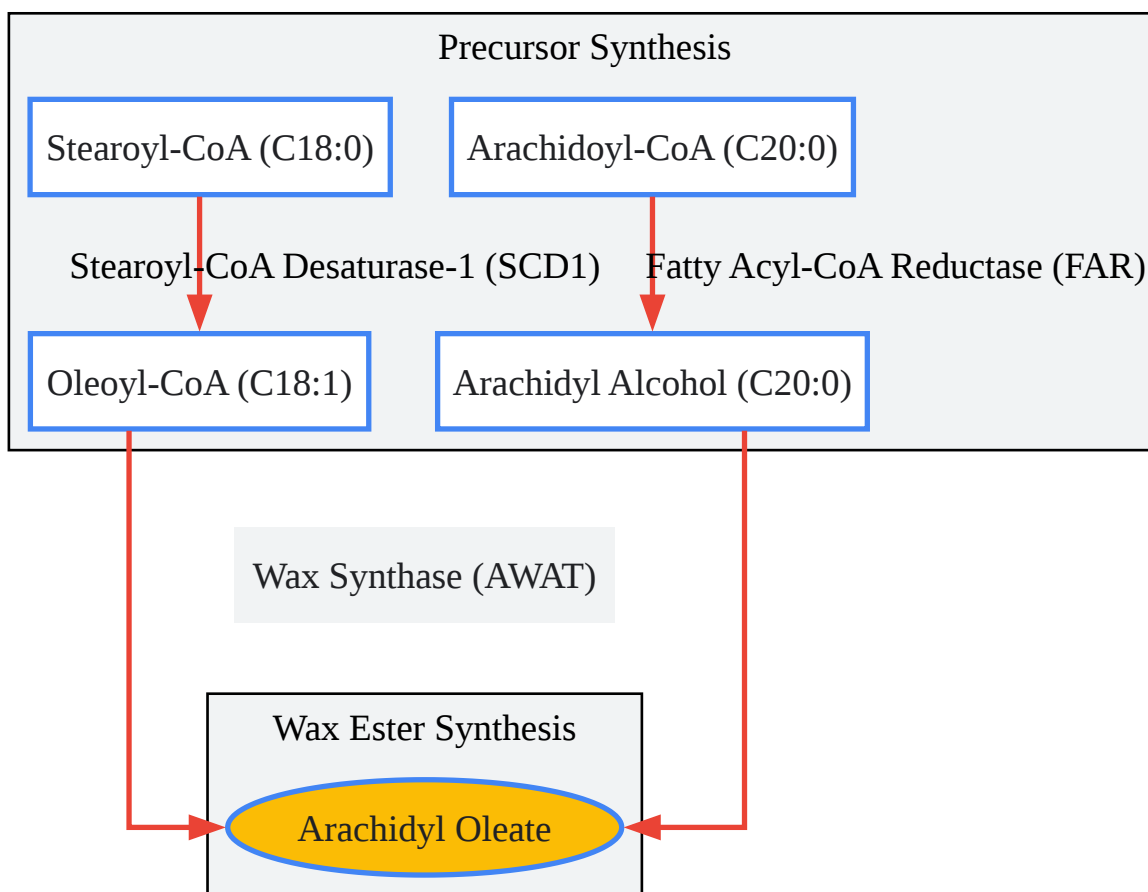 Precursor Synthesis
Stearoyl-CoA (C18:0)
Arachidoyl-CoA (C20:0)
Stearoyl-CoA Desaturase-1 (SCD1)
Fatty Acyl-CoA Reductase (FAR)
Oleoyl-CoA (C18:1)
Arachidyl Alcohol (C20:0)
Wax Synthase (AWAT)
Wax Ester Synthesis
Arachidyl Oleate